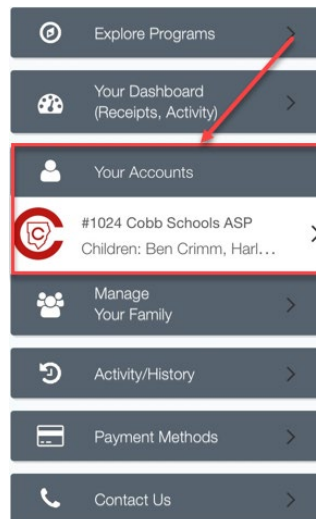 Explore Programs
Your Dashboard
(Receipts, Activity)
Your Accounts
C
#1024 Cobb Schools ASP
Children: Ben Crimm, Harl...
Manage
Your Family
Activity/History
Payment Methods
Contact Us